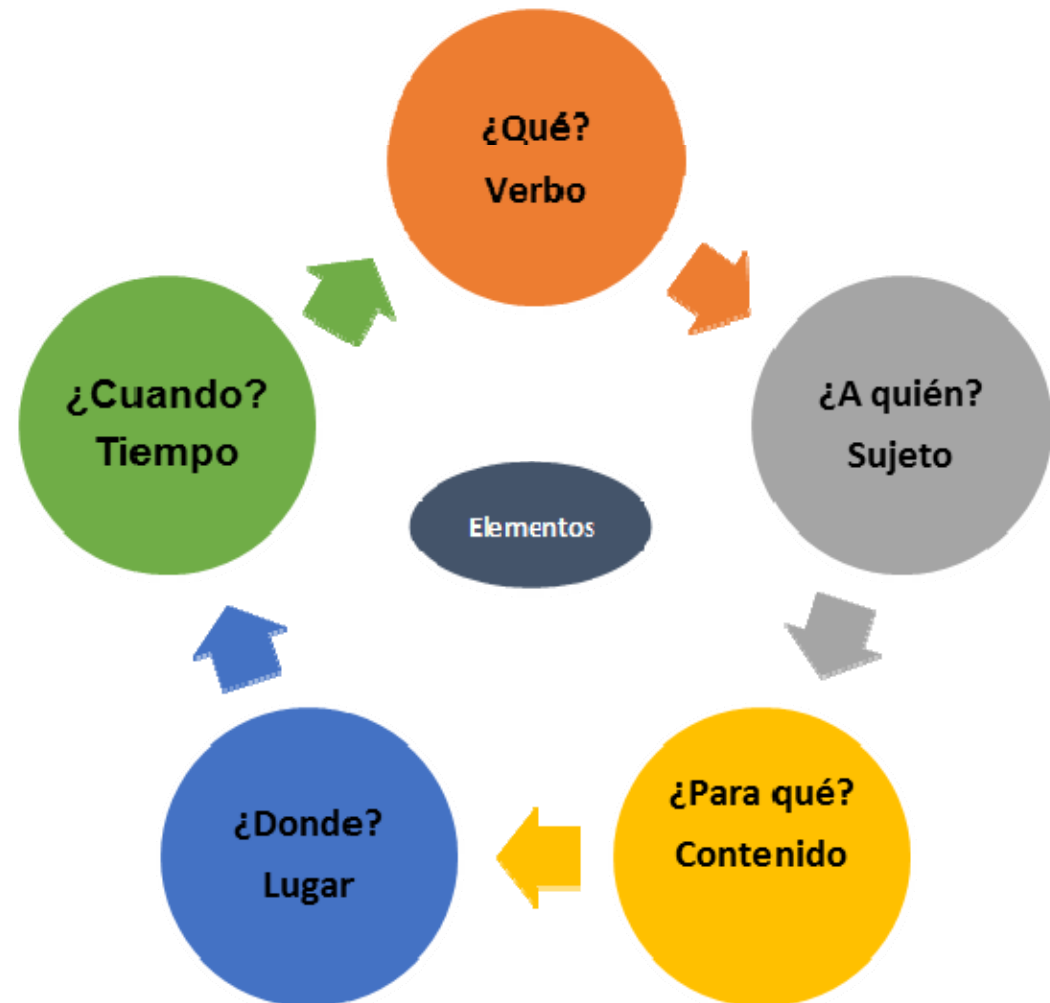 ¿Qué?
Verbo
¿A quién?
Sujeto
¿Para qué?
Contenido
¿Donde?
Lugar
¿Cuando?
Tiempo
Elementos